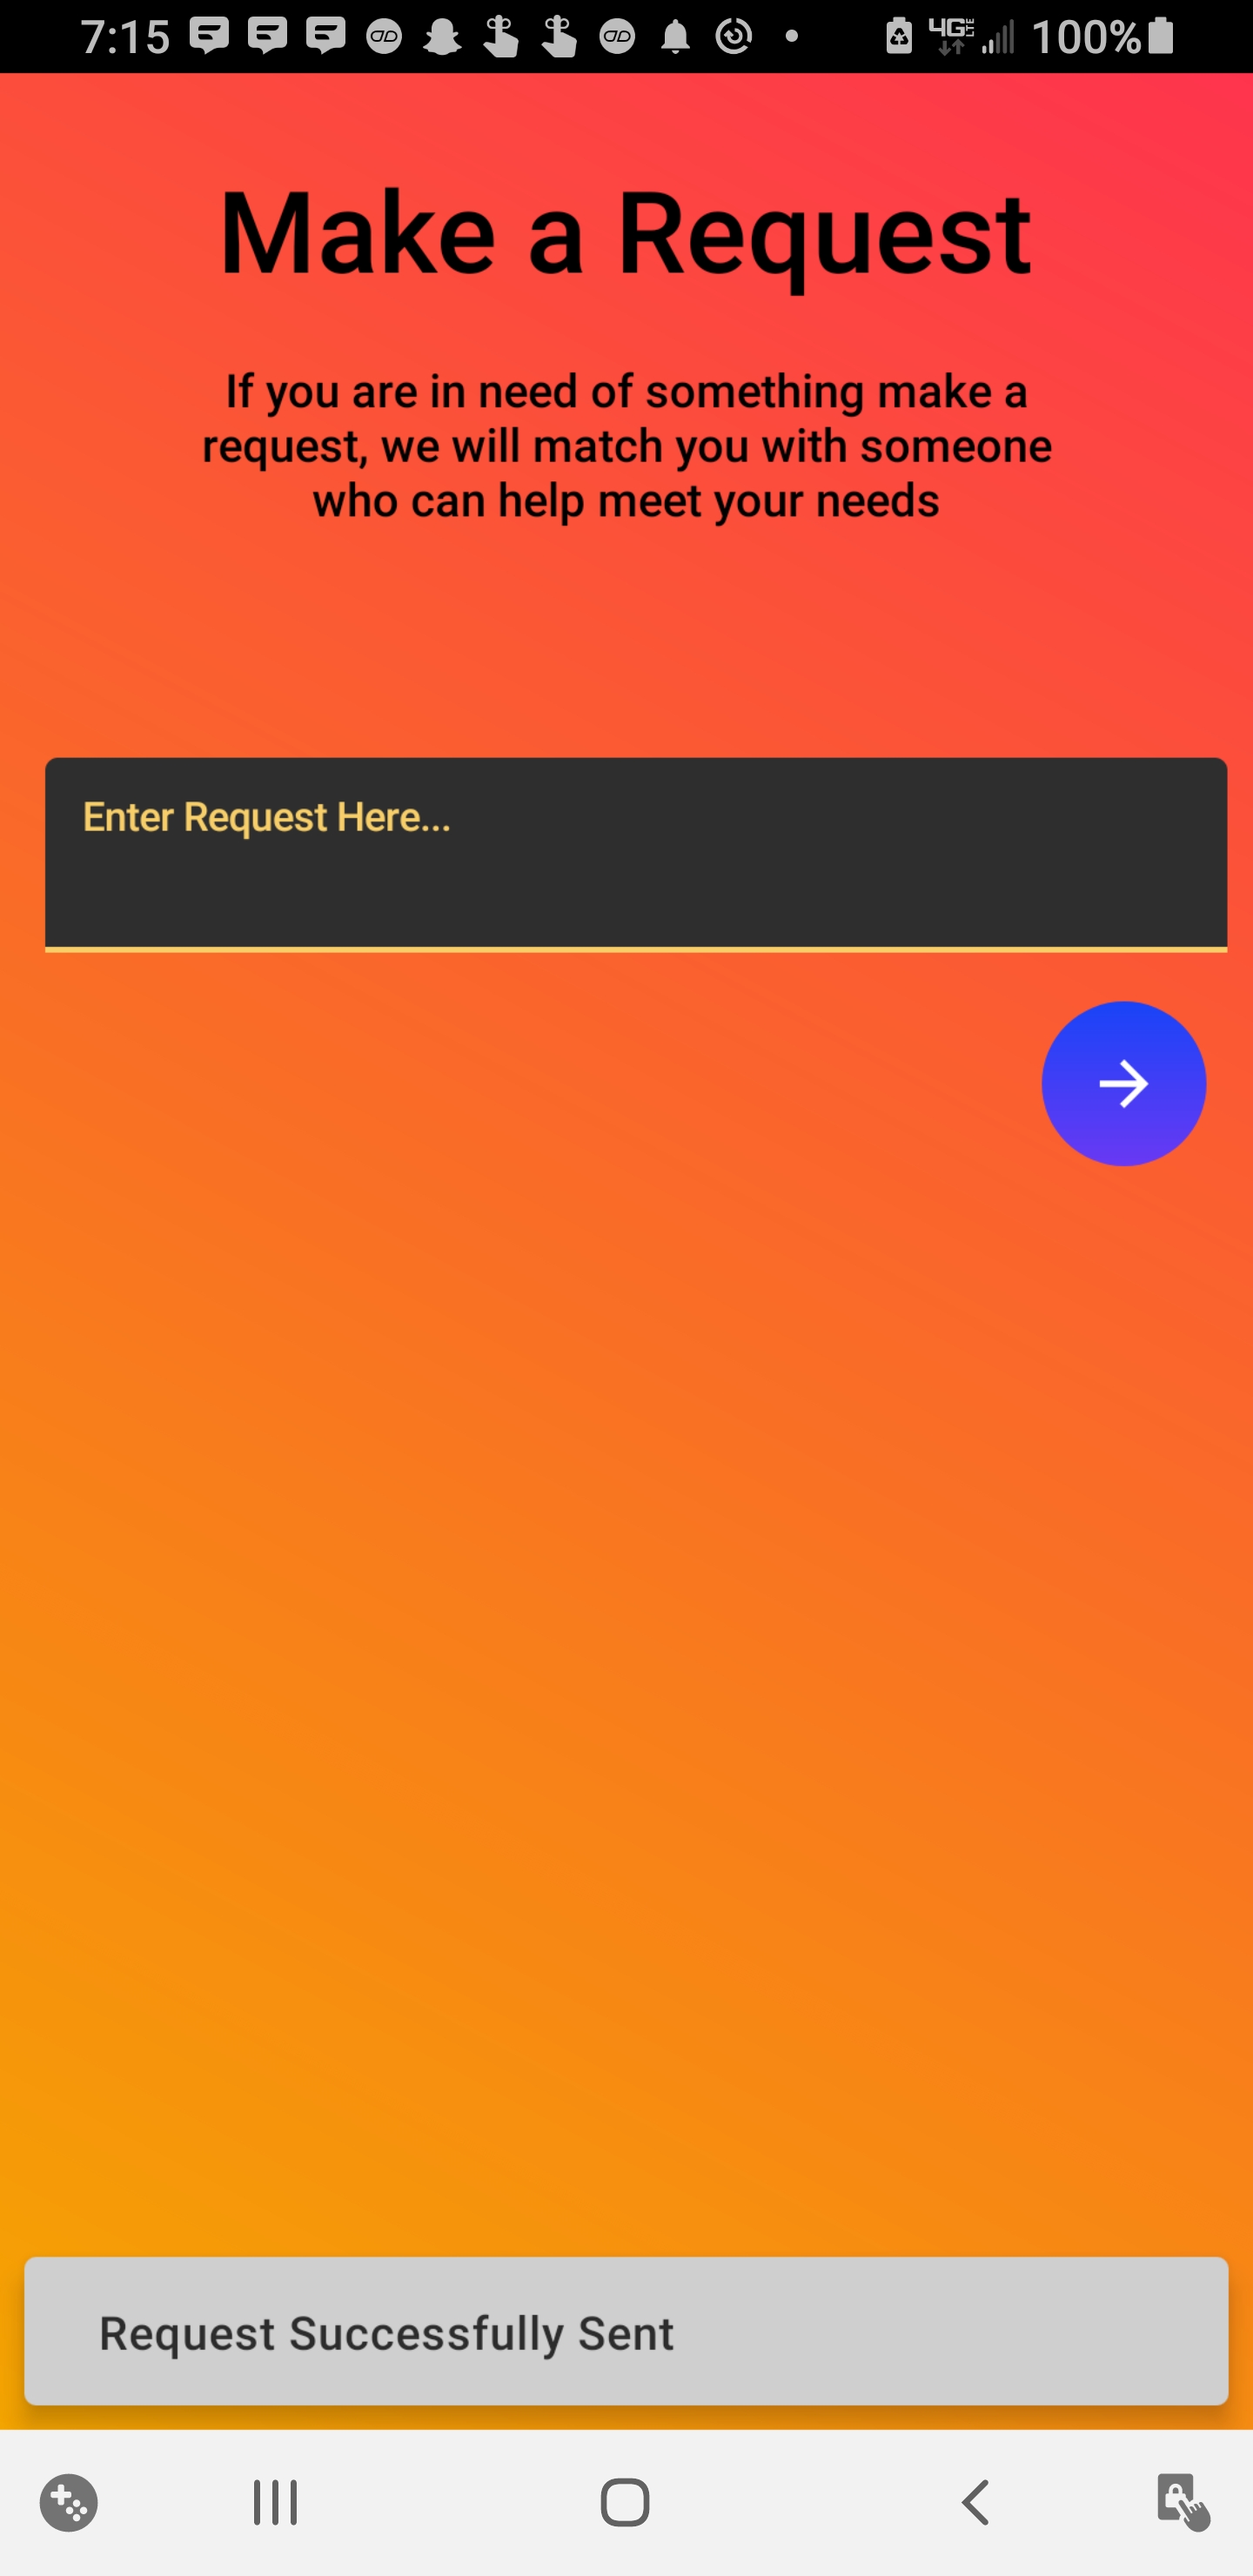 7:15 4G LTE 100%
Make a Request
If you are in need of something make a
request, we will match you with someone
who can help meet your needs
Enter Request Here...
Request Successfully Sent